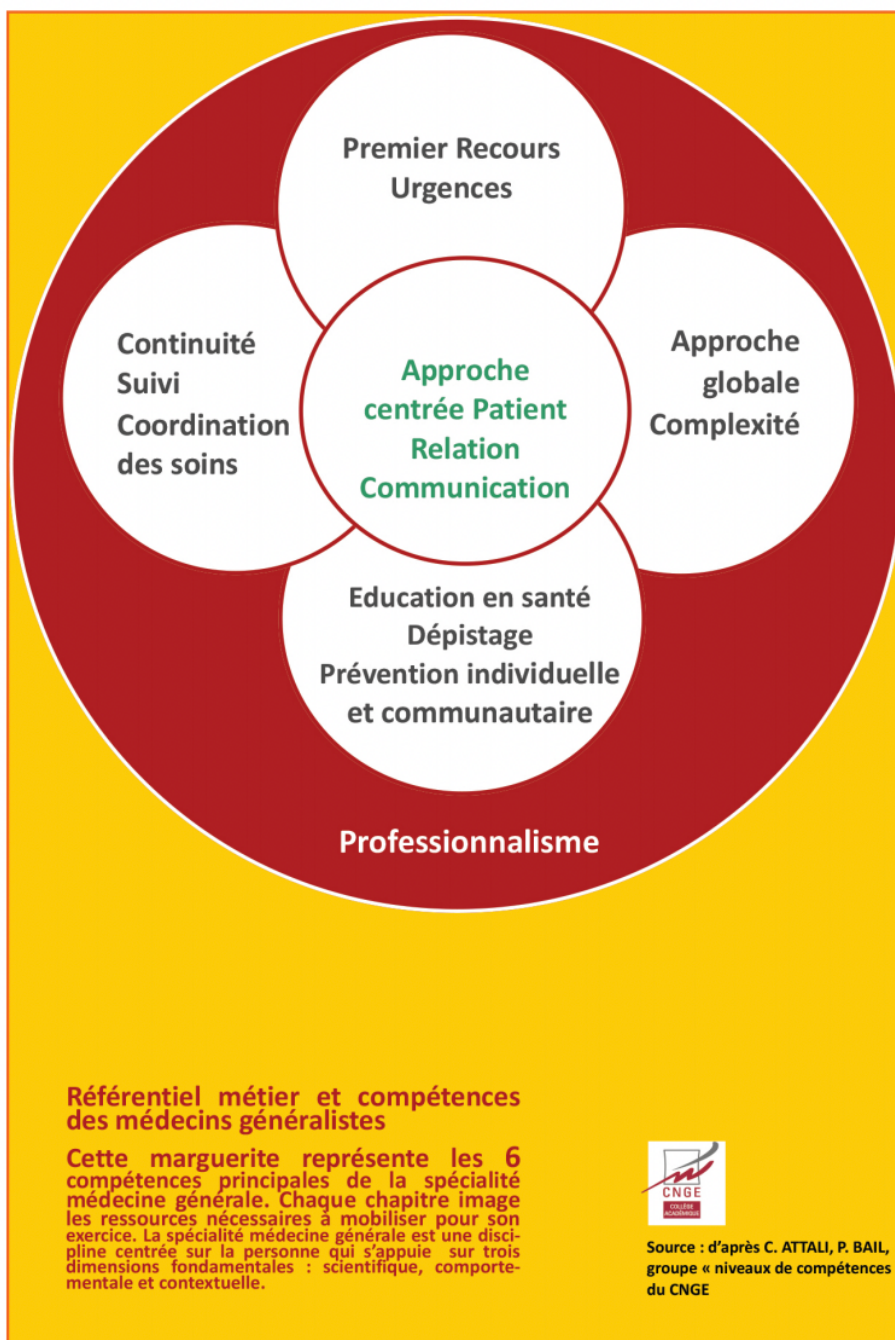 Premier Recours
Urgences
Continuité
Suivi
Coordination
des soins
Approche
globale
Complexité
Approche
centrée Patient
Relation
Communication
Education en santé
Dépistage
Prévention individuelle
et communautaire
Professionnalisme
Référentiel métier et compétences
des médecins généralistes
Cette marguerite représente les 6
compétences principales de la spécialité
médecine générale. Chaque chapitre image
les ressources nécessaires à mobiliser pour son
exercice. La spécialité médecine générale est une disci-
pline centrée sur la personne qui s'appuie sur trois
dimensions fondamentales : scientifique, comporte-
mentale et contextuelle.
CNGE
COLLÈGE
ACADÉMIQUE
Source : d'après C. ATTALI, P. BAIL,
groupe « niveaux de compétences
du CNGE